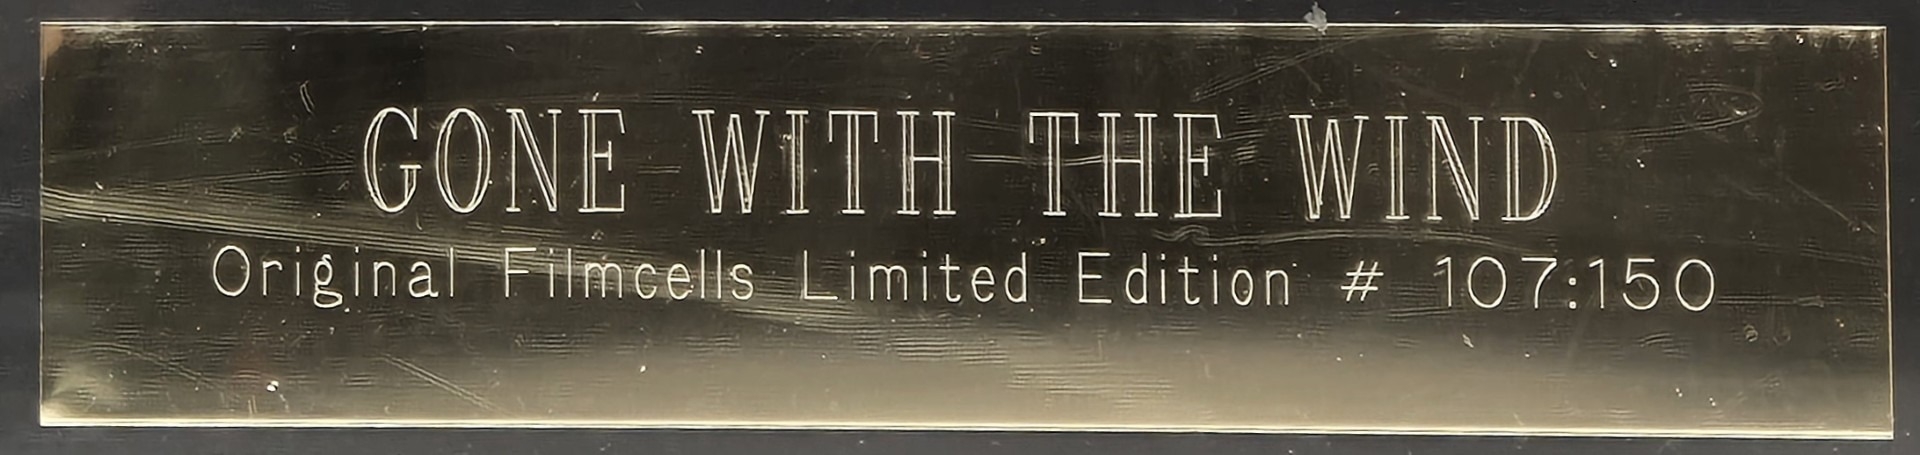 GONE WITH THE WIND
Original Filmcells Limited Edition # 107:150